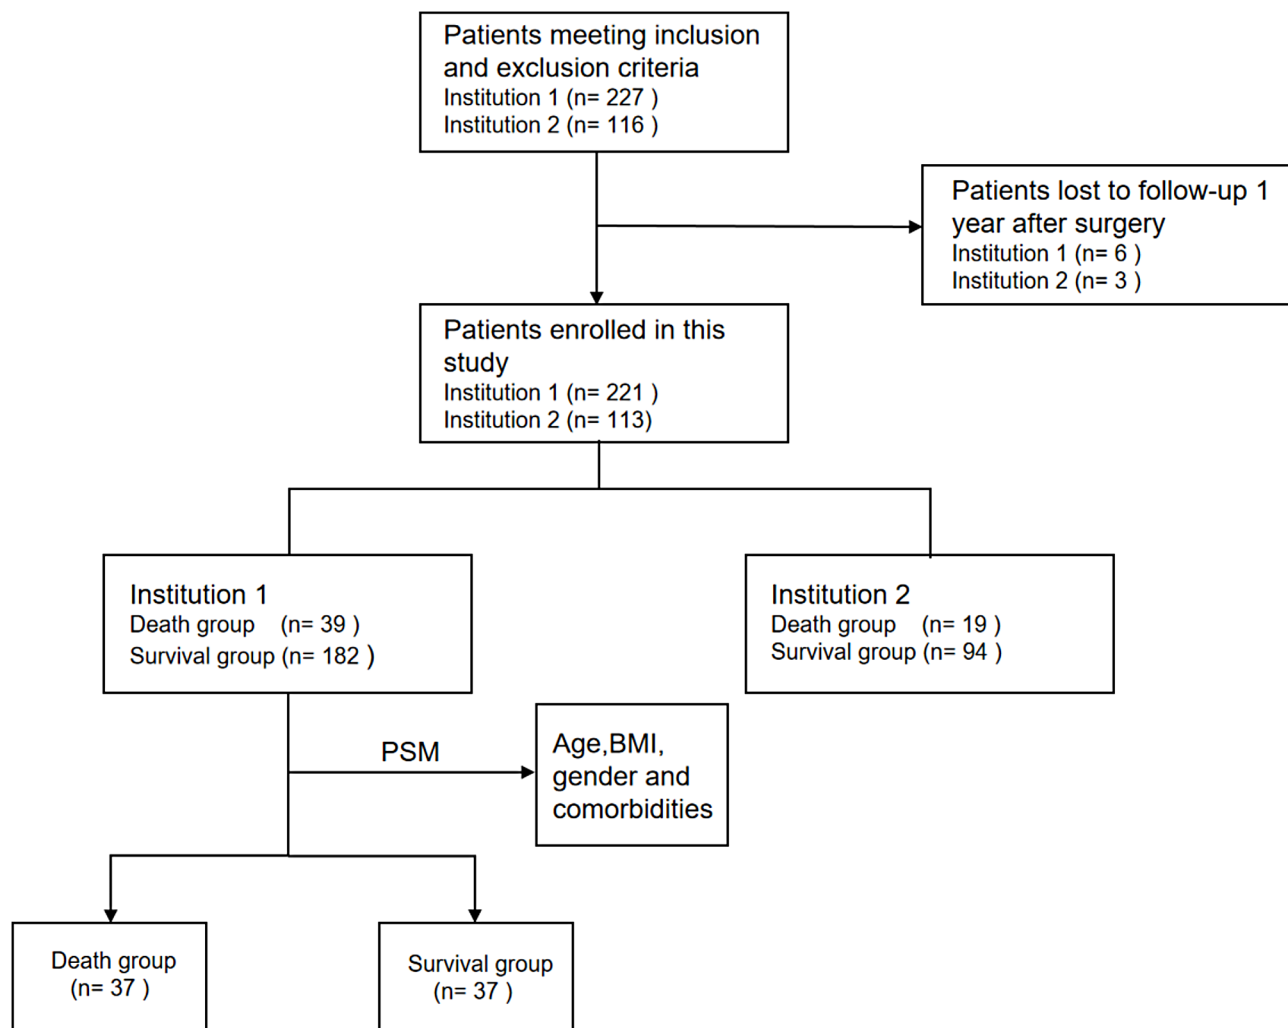 Patients meeting inclusion
and exclusion criteria
Institution 1 (n= 227 )
Institution 2 (n= 116 )
Patients lost to follow-up 1
year after surgery
Institution 1 (n= 6 )
Institution 2 (n= 3 )
Patients enrolled in this
study
Institution 1 (n= 221 )
Institution 2 (n= 113)
Institution 1
Death group (n= 39 )
Survival group (n= 182 )
Institution 2
Death group (n= 19 )
Survival group (n= 94 )
PSM
Age,BMI,
gender and
comorbidities
Death group
(n= 37 )
Survival group
(n= 37 )